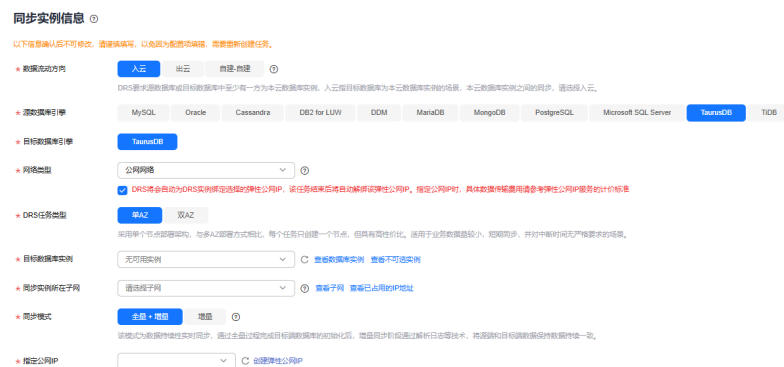 同步实例信息
以下信息确认后不可修改，请谨慎填写，以免因为配置项填错，需要重新创建任务。
* 数据流动方向 入云 出云 自建-自建
DRS要求源数据库或目标数据库中至少有一方为本云数据库实例，入云指目标数据库为本云数据库实例的场景，本云数据库实例之间的同步，请选择入云。
* 源数据库引擎 MySQL Oracle Cassandra DB2 for LUW DDM MariaDB MongoDB PostgreSQL Microsoft SQL Server TaurusDB TiDB
* 目标数据库引擎 TaurusDB
* 网络类型 公网网络
DRS将会自动为DRS实例绑定选择的弹性公网IP，该任务结束后将自动解绑该弹性公网IP。指定公网IP时，具体数据传输费用请参考弹性公网IP服务的计价标准
* DRS任务类型 单AZ 双AZ
采用单个节点部署架构，与多AZ部署方式相比，每个任务只创建一个节点，但具有高性价比。适用于业务数据量较小，短期同步，并对中断时间无严格要求的场景。
* 目标数据库实例 无可用实例 查看数据库实例 查看不可选实例
* 同步实例所在子网 请选择子网 查看子网 查看已占用的IP地址
* 同步模式 全量 + 增量 增量
该模式为数据持续性实时同步，通过全量过程完成目标端数据库的初始化后，增量同步阶段通过解析日志等技术，将源端和目标端数据保持数据持续一致。
* 指定公网IP 创建弹性公网IP